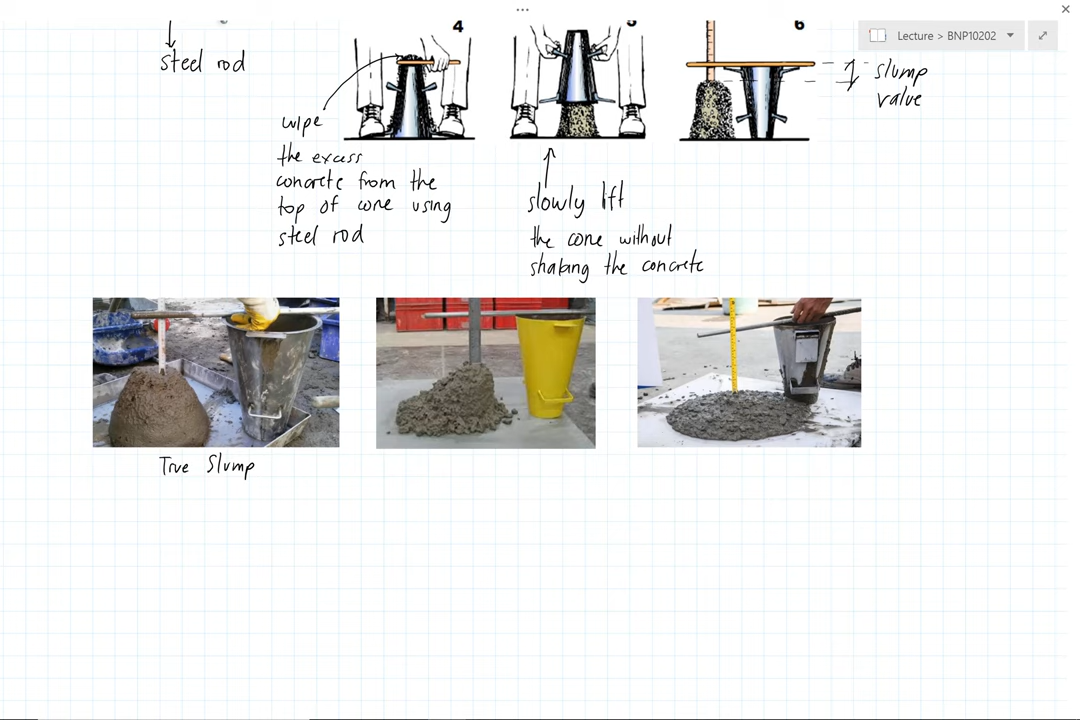 4
5
6
Lecture > BNP10202
steel rod
slump
value
wipe
the excess
concrete from the
top of cone using
steel rod
slowly lift
the cone without
shaking the concrete
True Slump